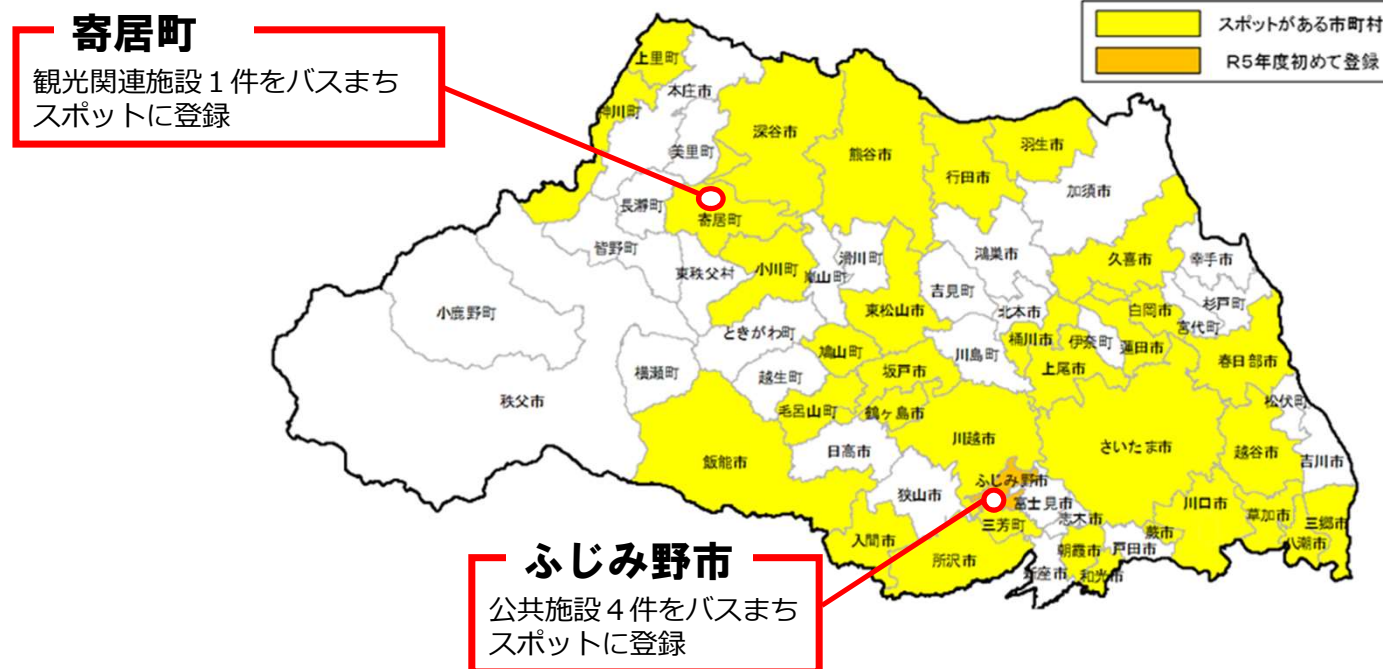 寄居町
観光関連施設１件をバスまち
スポットに登録
スポットがある市町村
R5年度初めて登録
上里町
本庄市
神川町
美里町
深谷市
熊谷市
行田市
羽生市
加須市
長瀞町
寄居町
皆野町
東秩父村
小川町
嵐山町
滑川町
吉見町
鴻巣市
久喜市
幸手市
小鹿野町
ときがわ町
東松山市
北本市
白岡市
杉戸町
宮代町
鳩山町
川島町
桶川市
伊奈町
蓮田市
春日部市
横瀬町
越生町
坂戸市
上尾市
秩父市
毛呂山町
鶴ヶ島市
松伏町
飯能市
日高市
川越市
さいたま市
越谷市
吉川市
狭山市
ふじみ野市
富士見市
三芳町
志木市
川口市
草加市
三郷市
八潮市
入間市
所沢市
朝霞市
戸田市
蕨市
新座市
和光市
ふじみ野市
公共施設４件をバスまち
スポットに登録